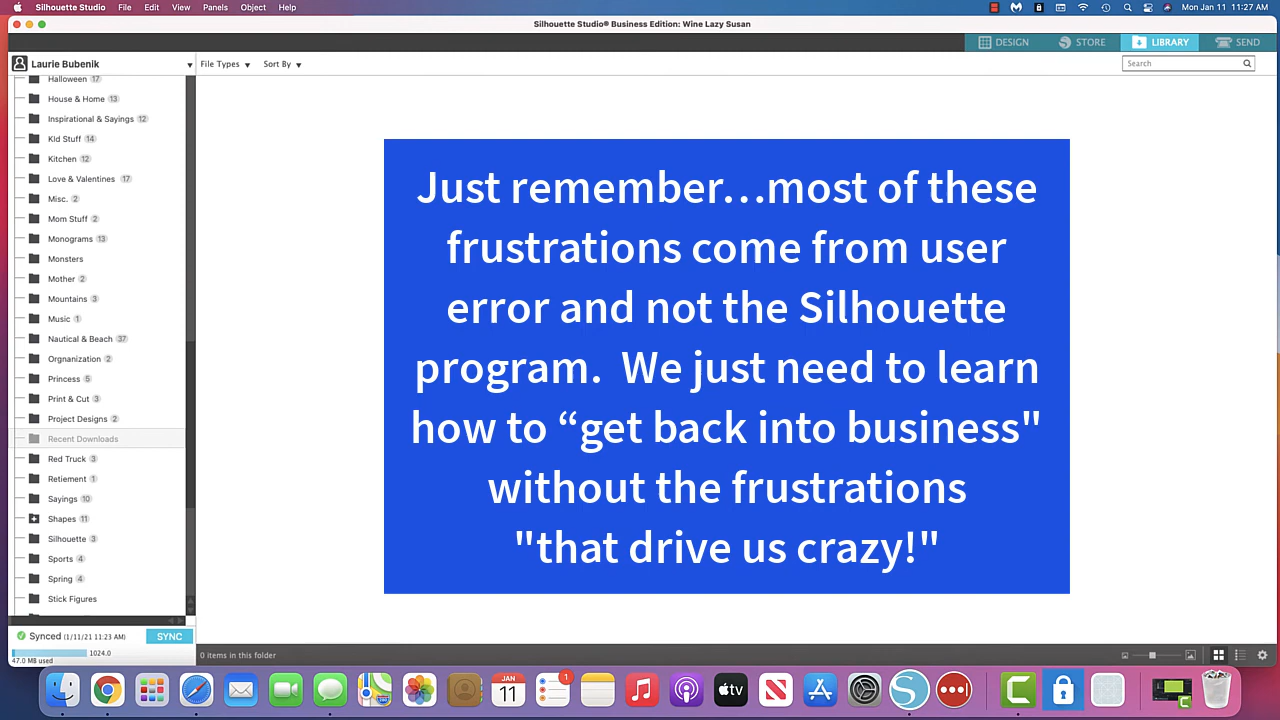 Silhouette Studio File Edit View Panels Object Help Mon Jan 11 11:27 AM
Silhouette Studio® Business Edition: Wine Lazy Susan
DESIGN STORE LIBRARY SEND
Laurie Bubenik File Types Sort By Search
Halloween 17
House & Home 13
Inspirational & Sayings 12
KId Stuff 14
Kitchen 12
Love & Valentines 17
Misc. 2
Mom Stuff 2
Monograms 13
Monsters
Mother 2
Mountains 3
Music 1
Nautical & Beach 37
Orgnanization 2
Princess 5
Print & Cut 3
Project Designs 2
Recent Downloads
Red Truck 3
Retiement 1
Sayings 10
Shapes 11
Silhouette 3
Sports 4
Spring 4
Stick Figures
Just remember...most of these
frustrations come from user
error and not the Silhouette
program. We just need to learn
how to “get back into business"
without the frustrations
"that drive us crazy!"
Synced (1/11/21 11:23 AM) SYNC
1024.0
47.0 MB used
0 items in this folder
JAN
11
1
tv